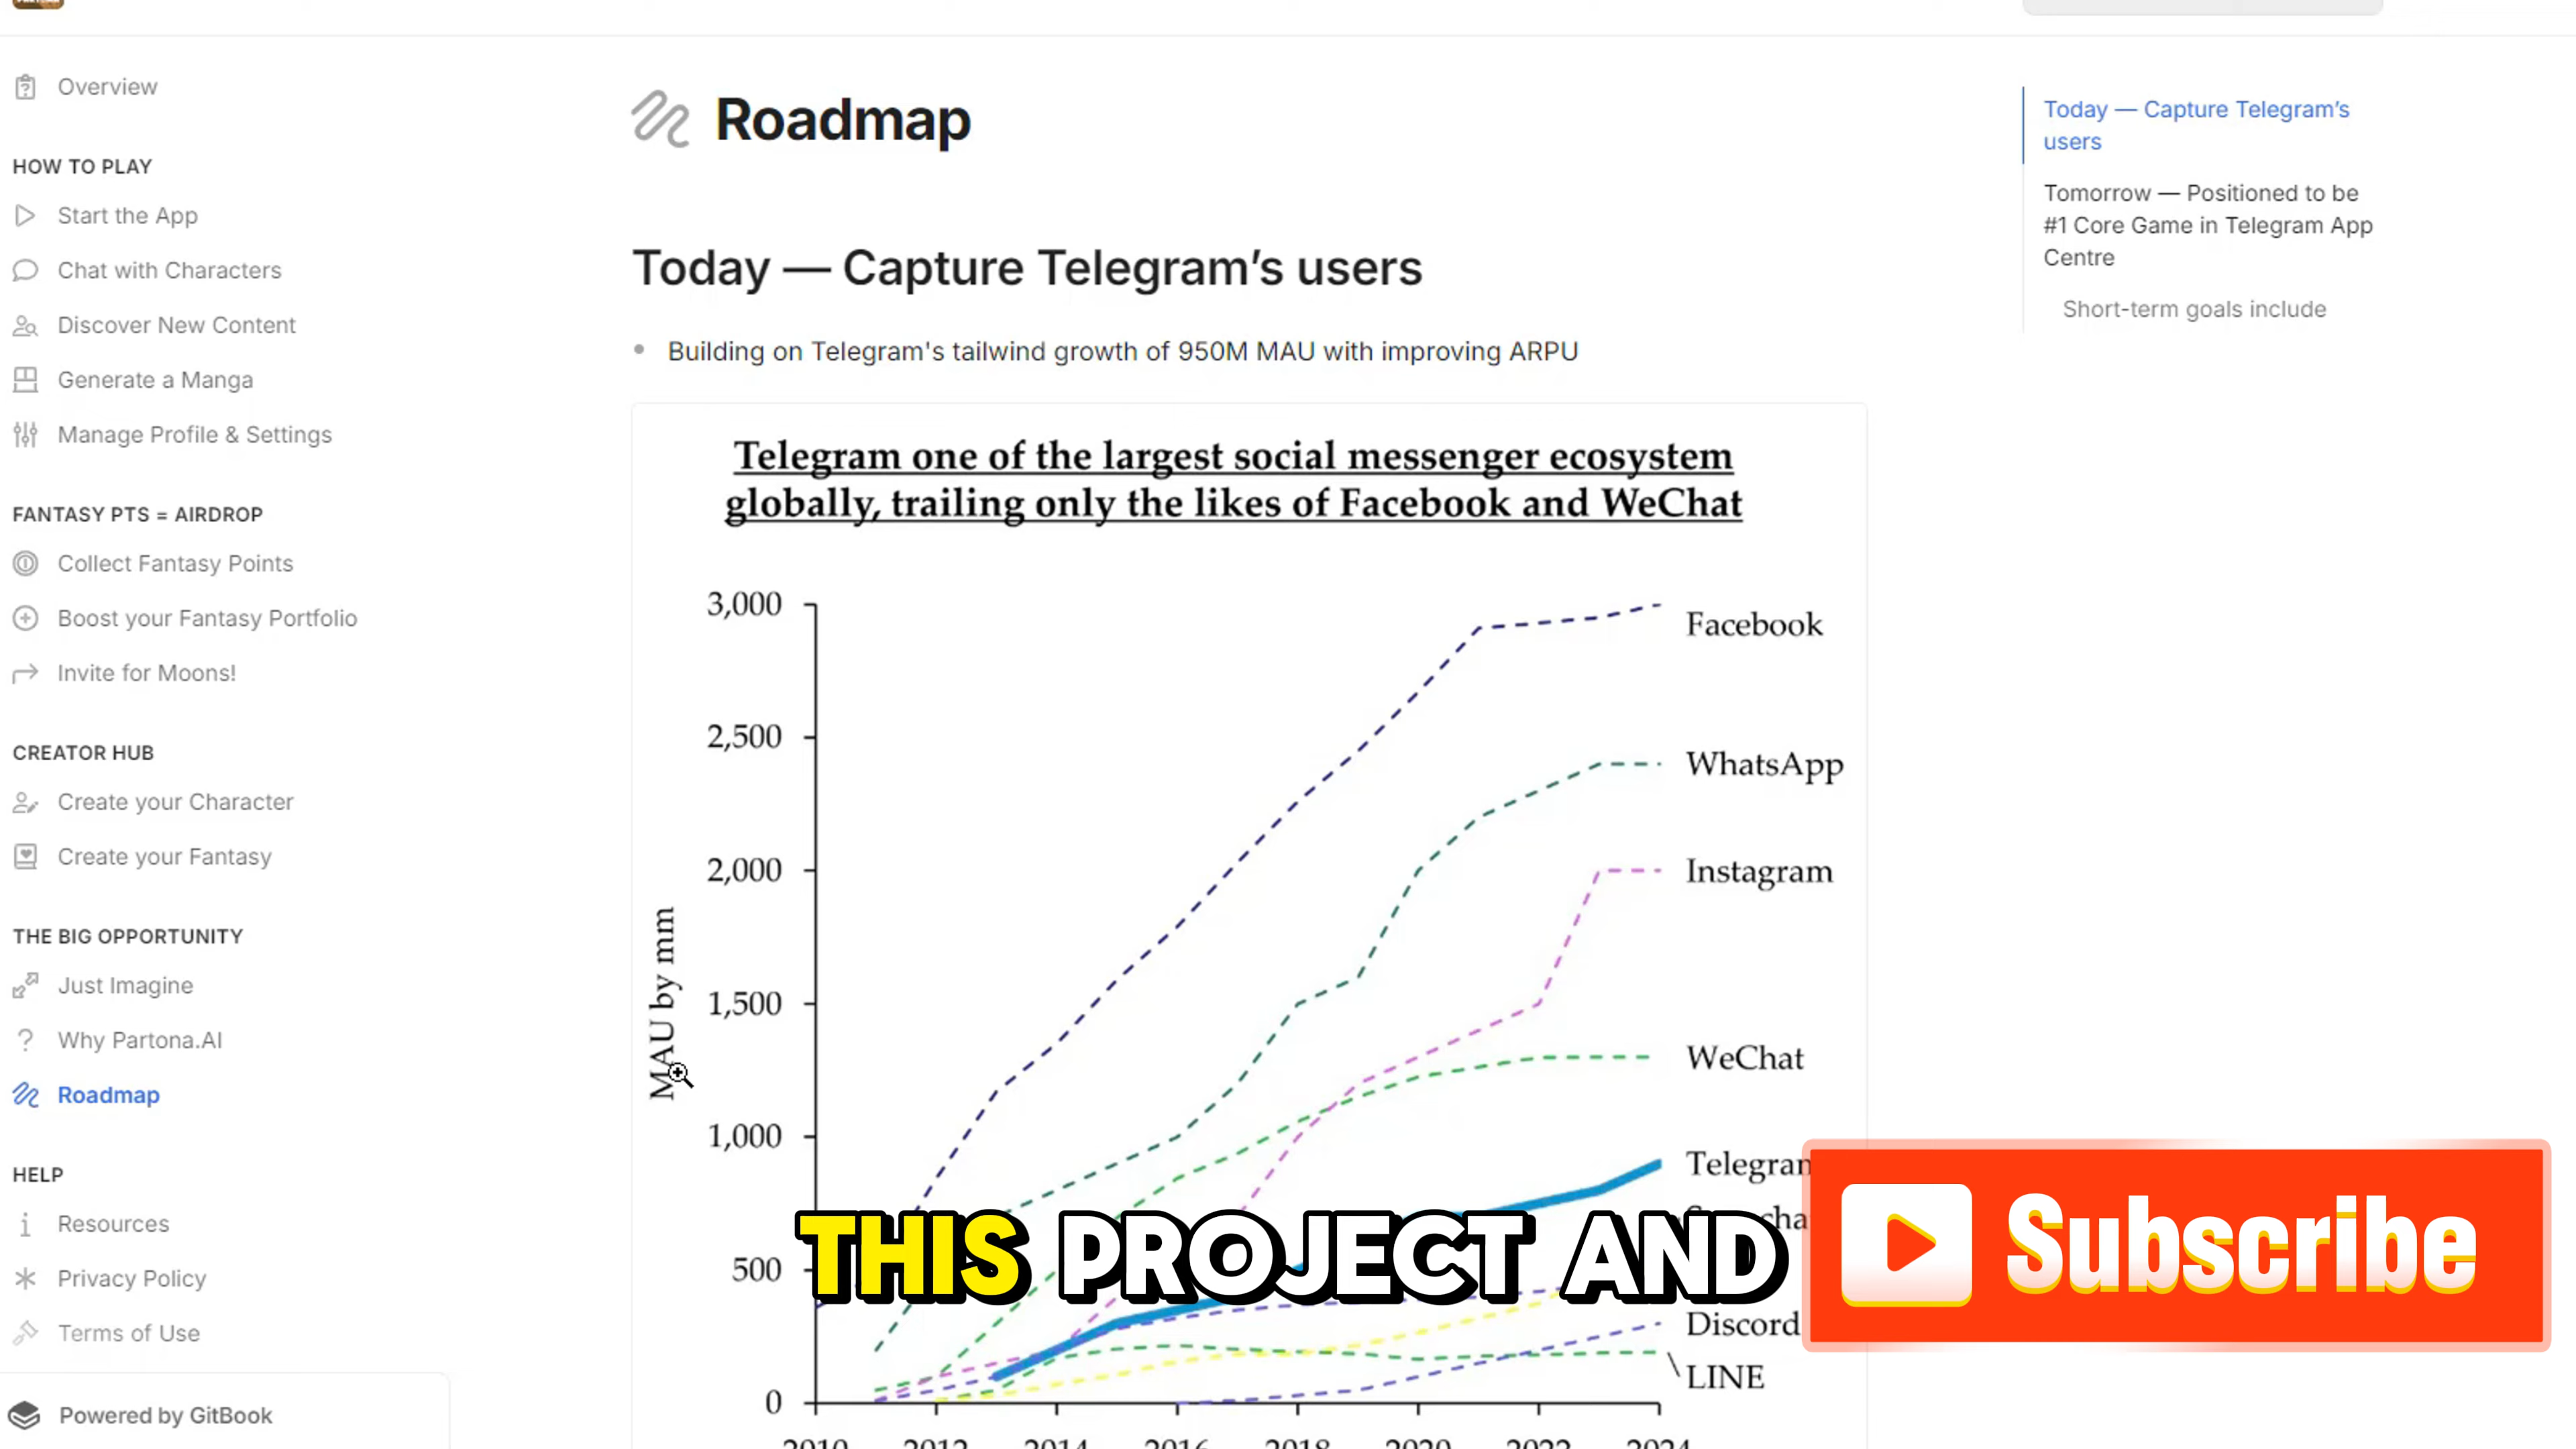 Overview
HOW TO PLAY
Start the App
Chat with Characters
Discover New Content
Generate a Manga
Manage Profile & Settings
FANTASY PTS = AIRDROP
Collect Fantasy Points
Boost your Fantasy Portfolio
Invite for Moons!
CREATOR HUB
Create your Character
Create your Fantasy
THE BIG OPPORTUNITY
Just Imagine
Why Partona.AI
Roadmap
HELP
Resources
Privacy Policy
Terms of Use
Powered by GitBook
Roadmap
Today — Capture Telegram’s users
Building on Telegram's tailwind growth of 950M MAU with improving ARPU
Telegram one of the largest social messenger ecosystem
globally, trailing only the likes of Facebook and WeChat
MAU by mm
3,000
2,500
2,000
1,500
1,000
500
0
Facebook
WhatsApp
Instagram
WeChat
Discord
LINE
THIS PROJECT AND
Subscribe
Today — Capture Telegram’s
users
Tomorrow — Positioned to be
#1 Core Game in Telegram App
Centre
Short-term goals include